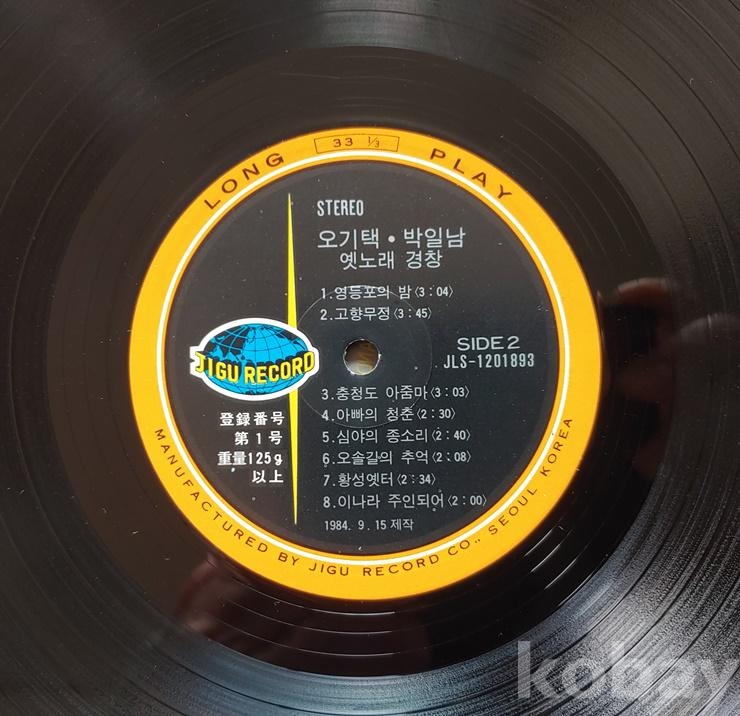 LONG PLAY
33 ⅓
STEREO
오기택 • 박일남
옛노래 경창
1.영등포의 밤〈3:04〉
2.고향무정〈3:45〉
SIDE 2
JLS-1201893
JIGU RECORD
3.충청도 아줌마〈3:03〉
4.아빠의 청춘〈2:30〉
5.심야의 종소리〈2:40〉
6.오솔길의 추억〈2:08〉
7.황성옛터〈2:34〉
8.이나라 주인되어〈2:00〉
1984. 9. 15 제작
登録番号
第1号
重量125g
以上
MANUFACTURED BY JIGU RECORD CO., SEOUL KOREA
kobay